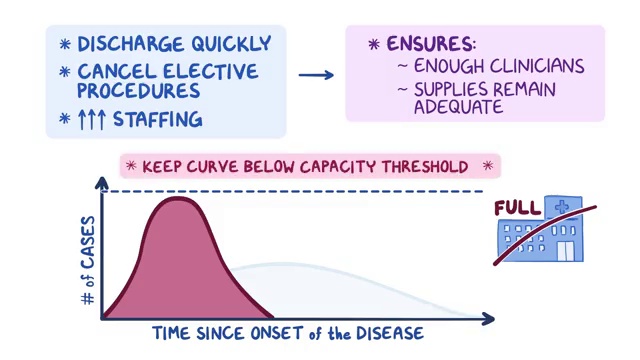 * DISCHARGE QUICKLY
* CANCEL ELECTIVE
PROCEDURES
* ↑↑↑ STAFFING
* ENSURES:
~ ENOUGH CLINICIANS
~ SUPPLIES REMAIN
ADEQUATE
* KEEP CURVE BELOW CAPACITY THRESHOLD *
FULL
# of CASES
TIME SINCE ONSET of the DISEASE